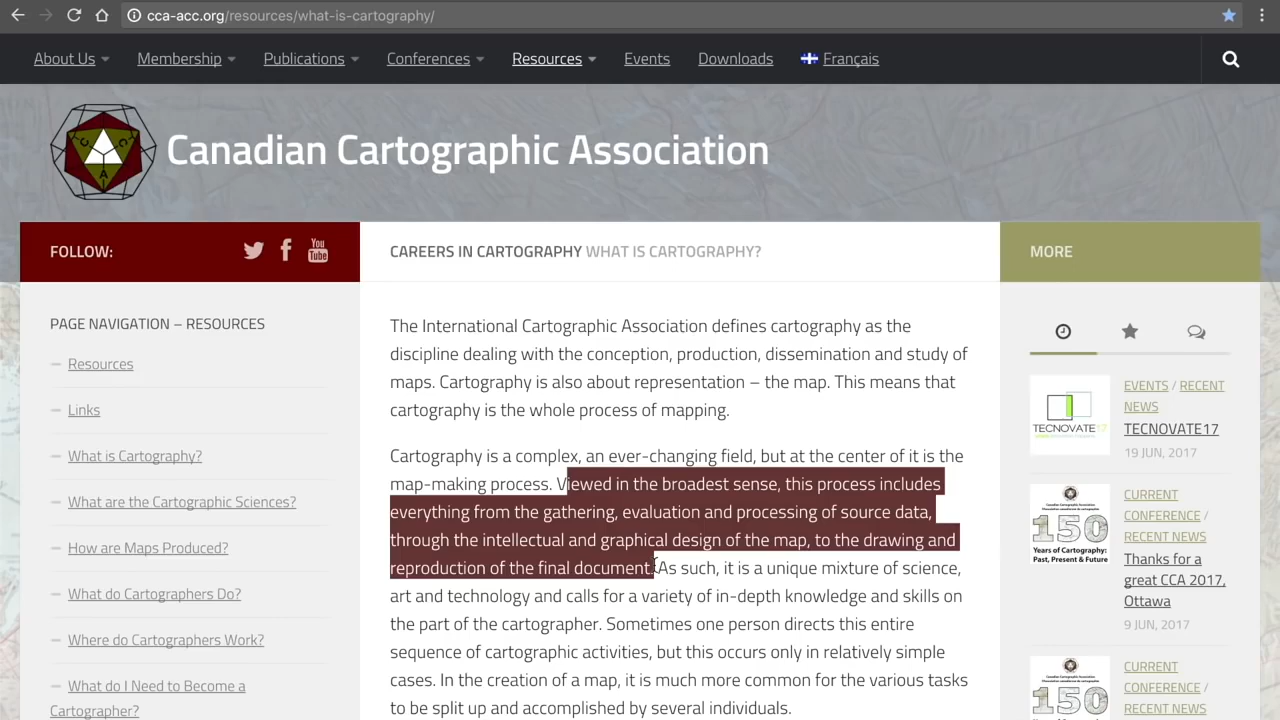 cca-acc.org/resources/what-is-cartography/
About Us Membership Publications Conferences Resources Events Downloads Français
Canadian Cartographic Association
FOLLOW:
You
Tube
CAREERS IN CARTOGRAPHY WHAT IS CARTOGRAPHY?
MORE
PAGE NAVIGATION – RESOURCES
Resources
Links
What is Cartography?
What are the Cartographic Sciences?
How are Maps Produced?
What do Cartographers Do?
Where do Cartographers Work?
What do I Need to Become a
Cartographer?
The International Cartographic Association defines cartography as the
discipline dealing with the conception, production, dissemination and study of
maps. Cartography is also about representation – the map. This means that
cartography is the whole process of mapping.
Cartography is a complex, an ever-changing field, but at the center of it is the
map-making process. Viewed in the broadest sense, this process includes
everything from the gathering, evaluation and processing of source data,
through the intellectual and graphical design of the map, to the drawing and
reproduction of the final document. As such, it is a unique mixture of science,
art and technology and calls for a variety of in-depth knowledge and skills on
the part of the cartographer. Sometimes one person directs this entire
sequence of cartographic activities, but this occurs only in relatively simple
cases. In the creation of a map, it is much more common for the various tasks
to be split up and accomplished by several individuals.
TECNOVATE17
EVENTS / RECENT
NEWS
TECNOVATE17
19 JUN, 2017
150
Years of Cartography:
Past, Present & Future
CURRENT
CONFERENCE /
RECENT NEWS
Thanks for a
great CCA 2017,
Ottawa
9 JUN, 2017
150
CURRENT
CONFERENCE /
RECENT NEWS